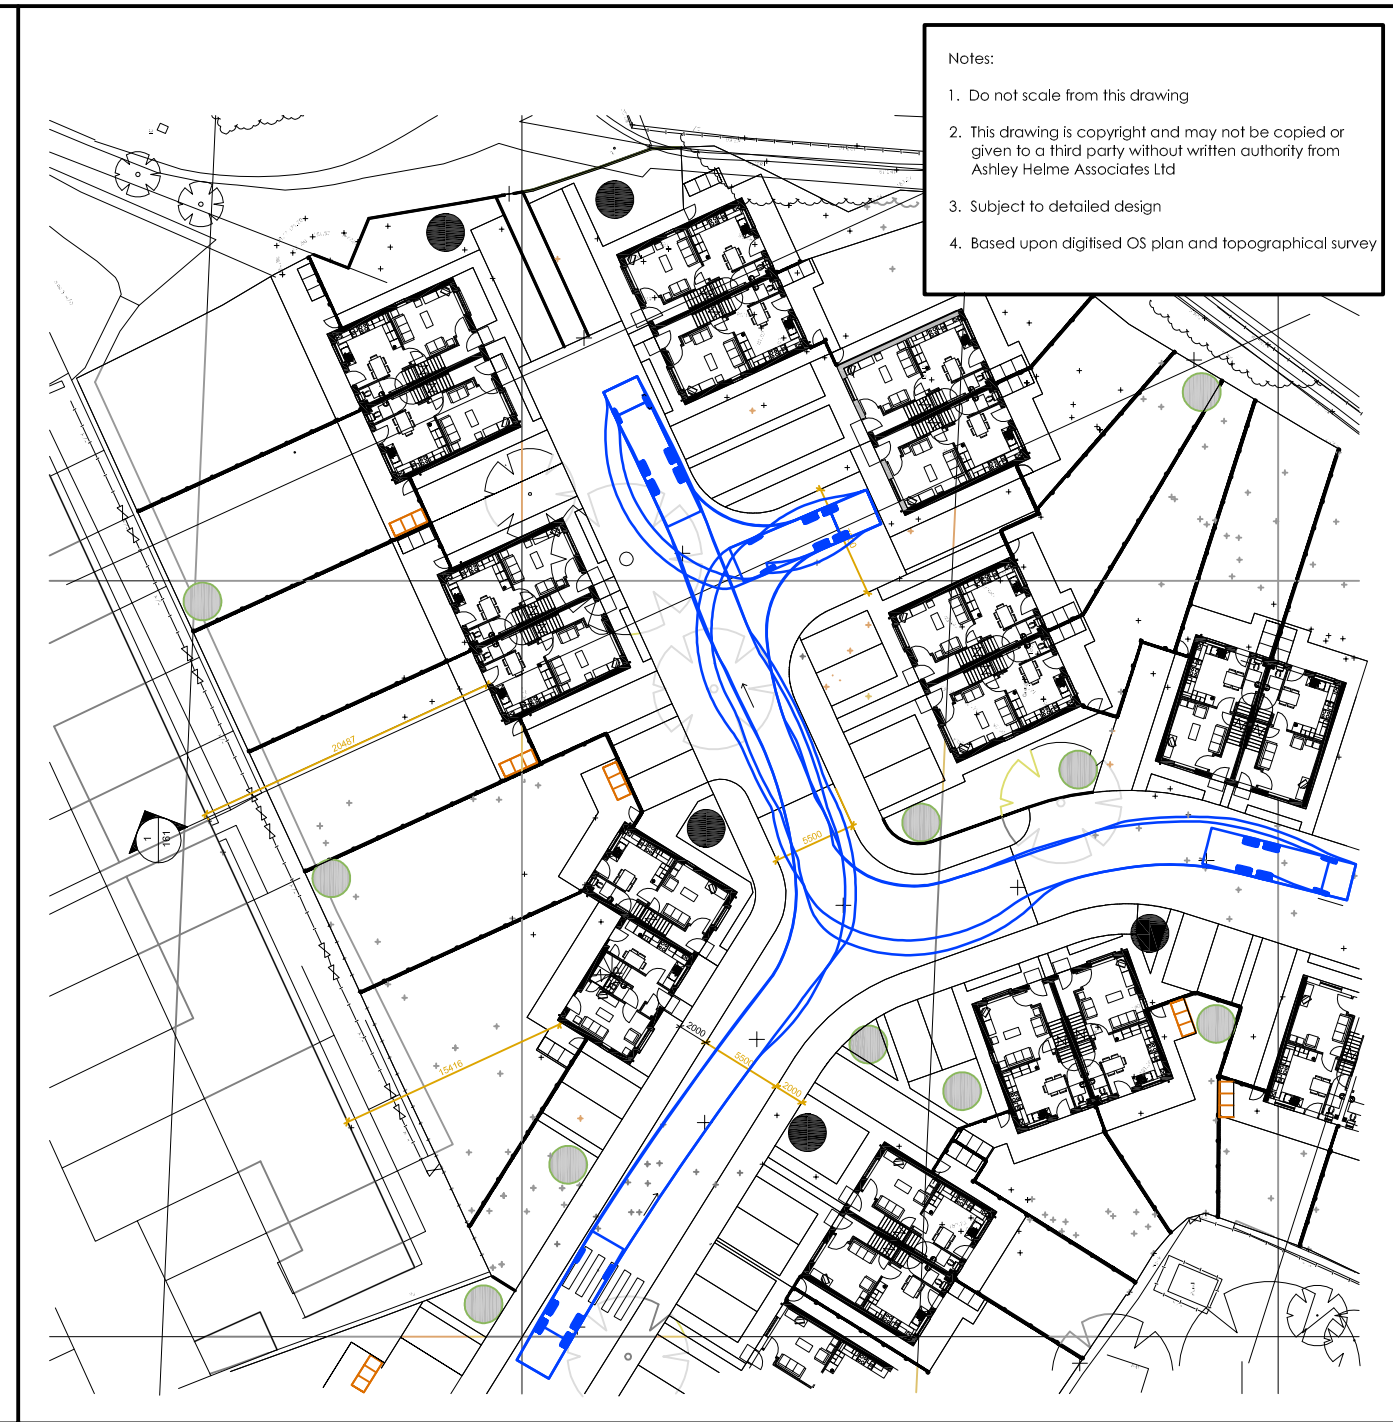 Notes:
1. Do not scale from this drawing
2. This drawing is copyright and may not be copied or
given to a third party without written authority from
Ashley Helme Associates Ltd
3. Subject to detailed design
4. Based upon digitised OS plan and topographical survey
20487
1
161
5500
2000
5500
2000
15416